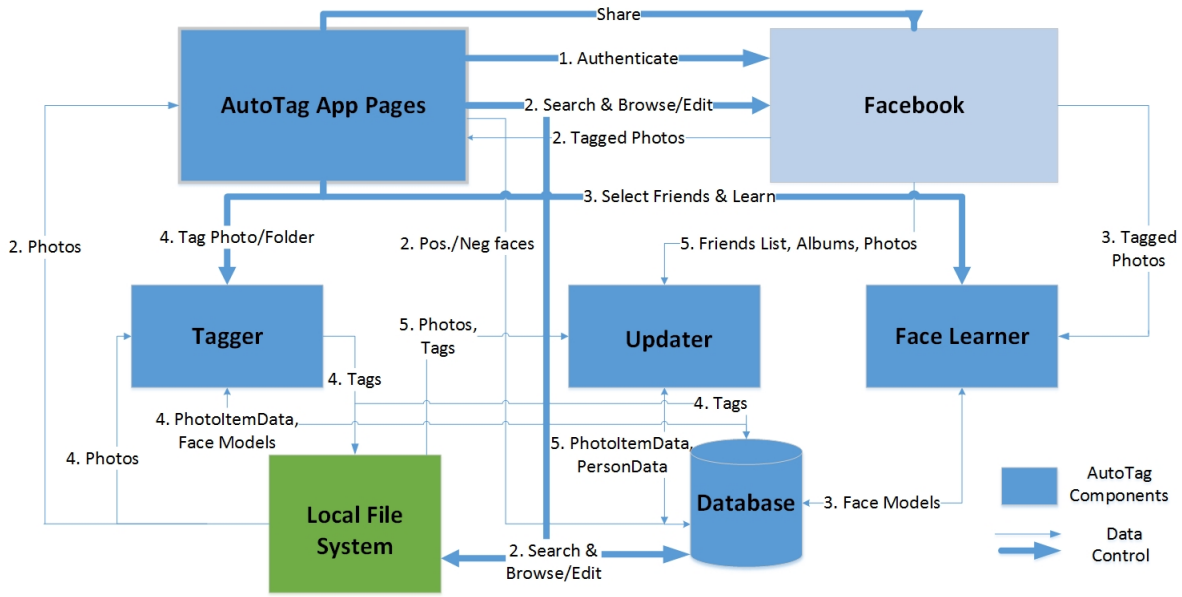 Share
1. Authenticate
AutoTag App Pages
2. Search & Browse/Edit
Facebook
2. Tagged Photos
3. Select Friends & Learn
2. Photos
4. Tag Photo/Folder
2. Pos./Neg faces
5. Friends List, Albums, Photos
3. Tagged
Photos
Tagger
5. Photos,
Tags
Updater
Face Learner
4. Tags
4. Tags
4. PhotoItemData,
Face Models
4. Photos
5. PhotoItemData,
PersonData
Local File
System
Database
3. Face Models
2. Search &
Browse/Edit
AutoTag
Components
Data
Control